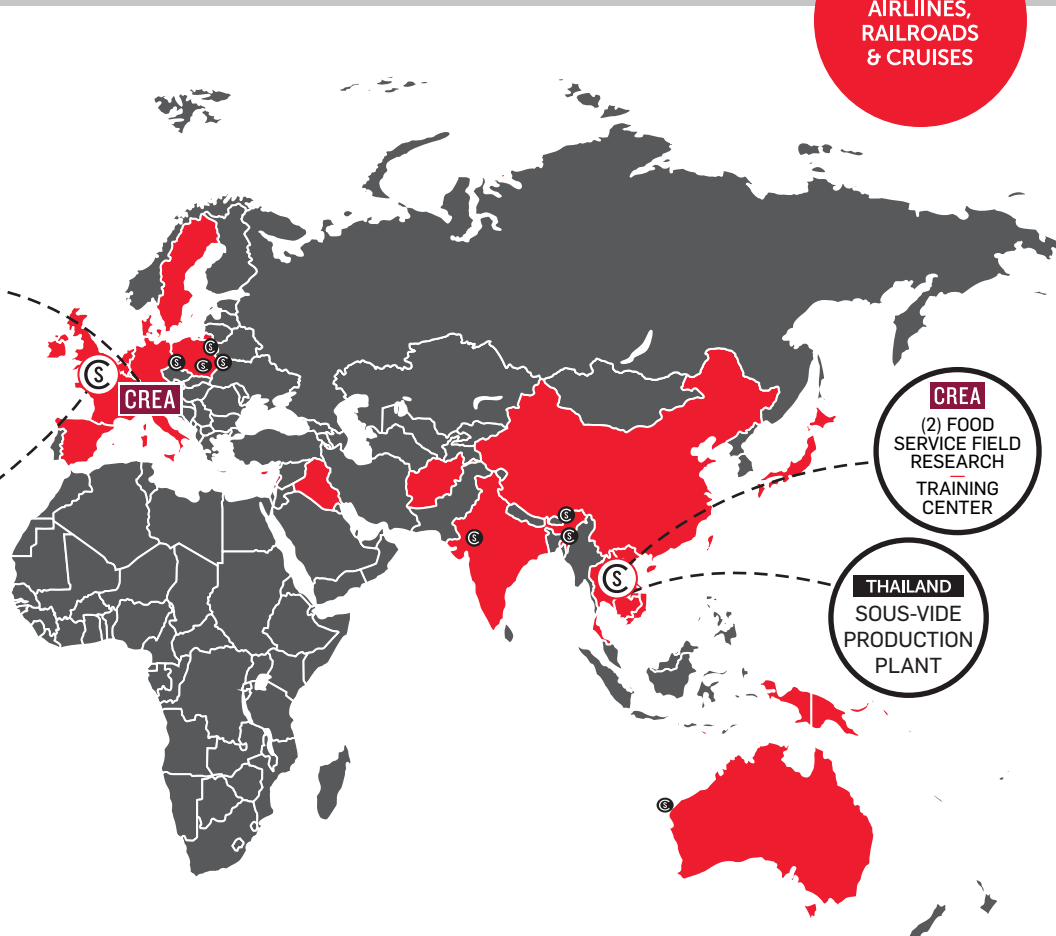 AIRLIINES,
RAILROADS
& CRUISES
CREA
CREA
(2) FOOD
SERVICE FIELD
RESEARCH
TRAINING
CENTER
THAILAND
SOUS-VIDE
PRODUCTION
PLANT